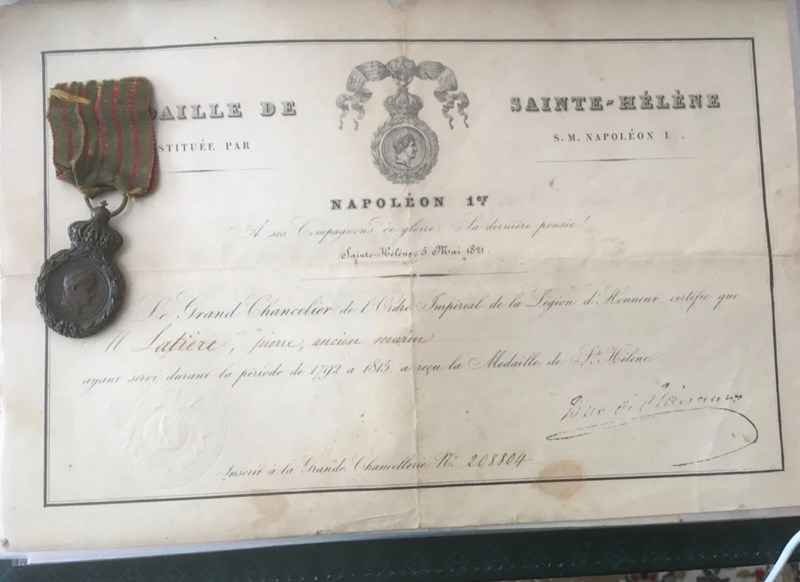 DAILLE DE SAINTE-HÉLÈNE
STITUÉE PAR S. M. NAPOLÉON I .
NAPOLÉON 1er
A ses Compagnons de gloire, Sa dernière pensée!
Sainte-Hélène, 5 Mai 1821.
Le Grand Chancelier de l'Ordre Impérial de la Légion d'Honneur, certifie que
M Latière, pierre, ancien marin
ayant servi durant la période de 1792 à 1815, a reçu la Médaille de Ste Hélène.
Inscrit à la Grande Chancellerie N° 208804